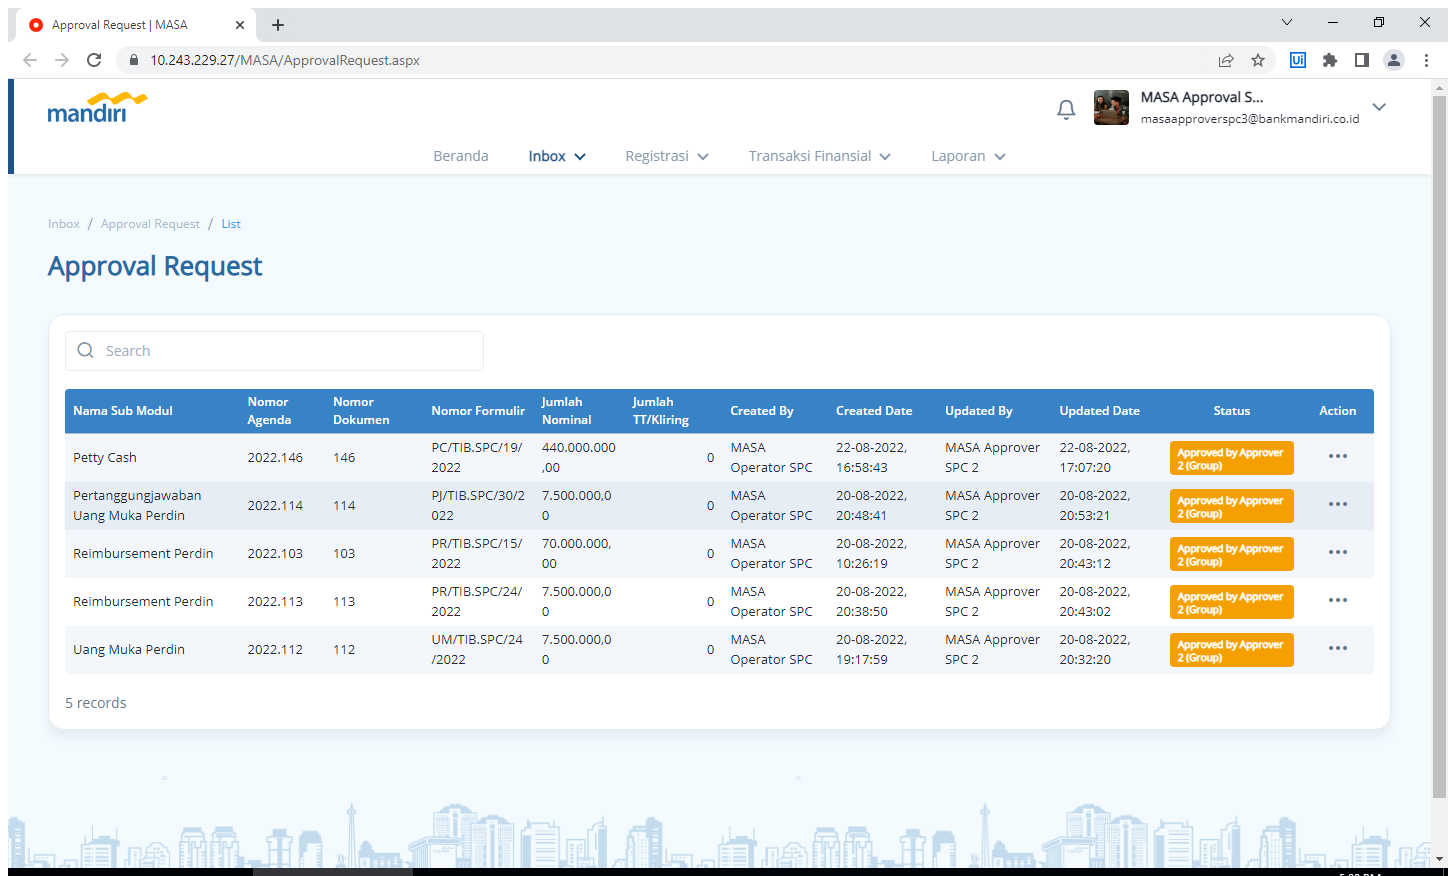 Approval Request | MASA
10.243.229.27/MASA/ApprovalRequest.aspx
mandiri
MASA Approval S...
masaapproverspc3@bankmandiri.co.id
Beranda Inbox Registrasi Transaksi Finansial Laporan
Inbox / Approval Request / List
Approval Request
Search
Nama Sub Modul
Nomor
Agenda
Nomor
Dokumen
Nomor Formulir
Jumlah
Nominal
Jumlah
TT/Kliring
Created By
Created Date
Updated By
Updated Date
Status
Action
Petty Cash
2022.146
146
PC/TIB.SPC/19/
2022
440.000.000
,00
0
MASA
Operator SPC
22-08-2022,
16:58:43
MASA Approver
SPC 2
22-08-2022,
17:07:20
Approved by Approver
2 (Group)
Pertanggungjawaban
Uang Muka Perdin
2022.114
114
PJ/TIB.SPC/30/2
022
7.500.000,0
0
0
MASA
Operator SPC
20-08-2022,
20:48:41
MASA Approver
SPC 2
20-08-2022,
20:53:21
Approved by Approver
2 (Group)
Reimbursement Perdin
2022.103
103
PR/TIB.SPC/15/
2022
70.000.000,
00
0
MASA
Operator SPC
20-08-2022,
10:26:19
MASA Approver
SPC 2
20-08-2022,
20:43:12
Approved by Approver
2 (Group)
Reimbursement Perdin
2022.113
113
PR/TIB.SPC/24/
2022
7.500.000,0
0
0
MASA
Operator SPC
20-08-2022,
20:38:50
MASA Approver
SPC 2
20-08-2022,
20:43:02
Approved by Approver
2 (Group)
Uang Muka Perdin
2022.112
112
UM/TIB.SPC/24
/2022
7.500.000,0
0
0
MASA
Operator SPC
20-08-2022,
19:17:59
MASA Approver
SPC 2
20-08-2022,
20:32:20
Approved by Approver
2 (Group)
5 records